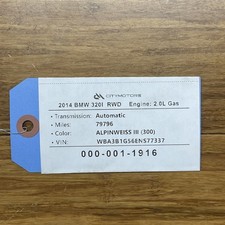 CITYMOTORS
2014 BMW 320I RWD Engine: 2.0L Gas
• Transmission: Automatic
• Miles: 79796
• Color: ALPINWEISS III (300)
• VIN: WBA3B1G56ENS77337
000-001-1916